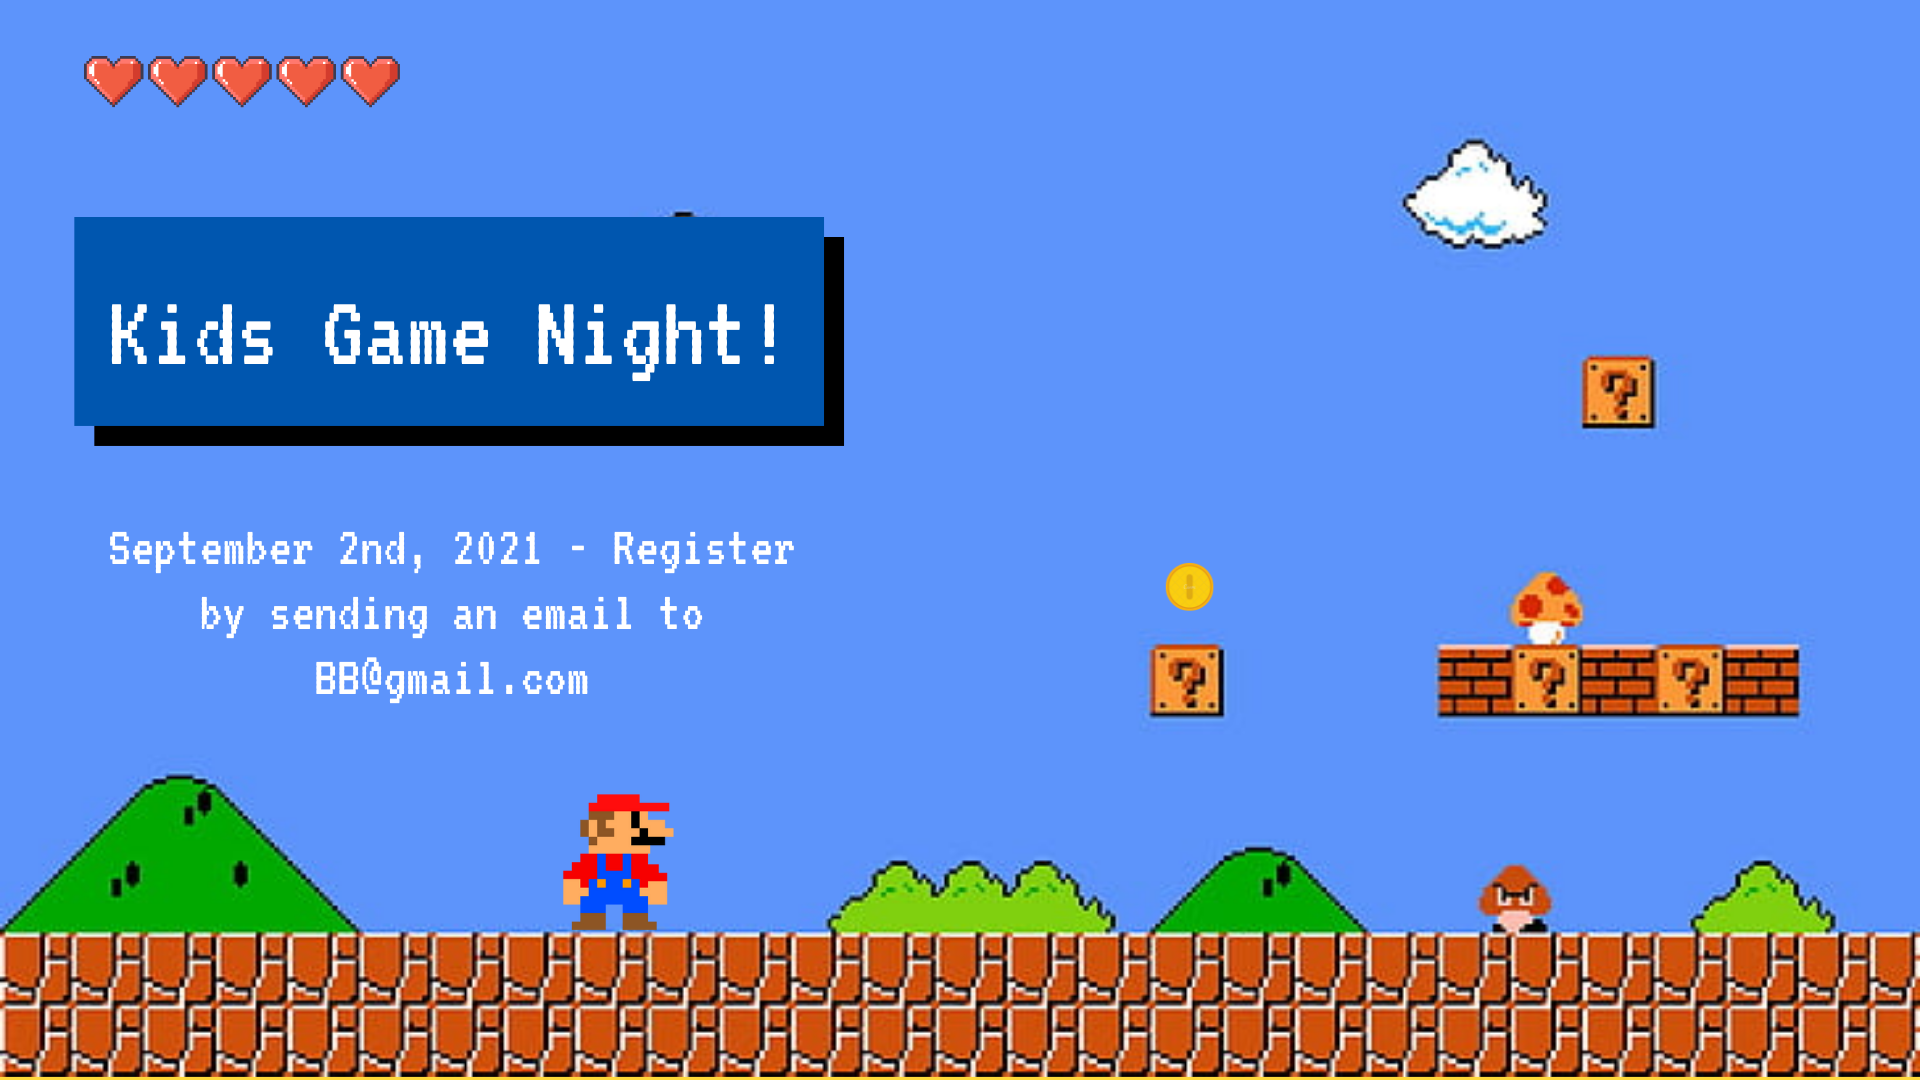 Kids Game Night!
September 2nd, 2021 - Register
by sending an email to
BB@gmail.com
?
?
? ?